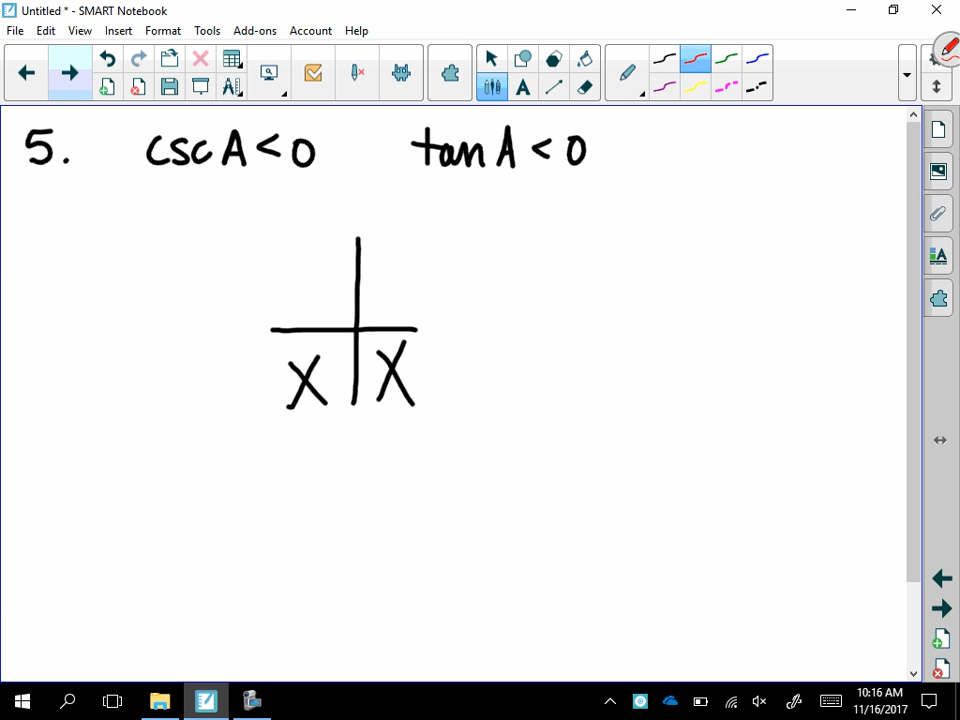 Untitled * - SMART Notebook
File Edit View Insert Format Tools Add-ons Account Help
5. csc A < 0 tan A < 0
X X
10:16 AM
11/16/2017